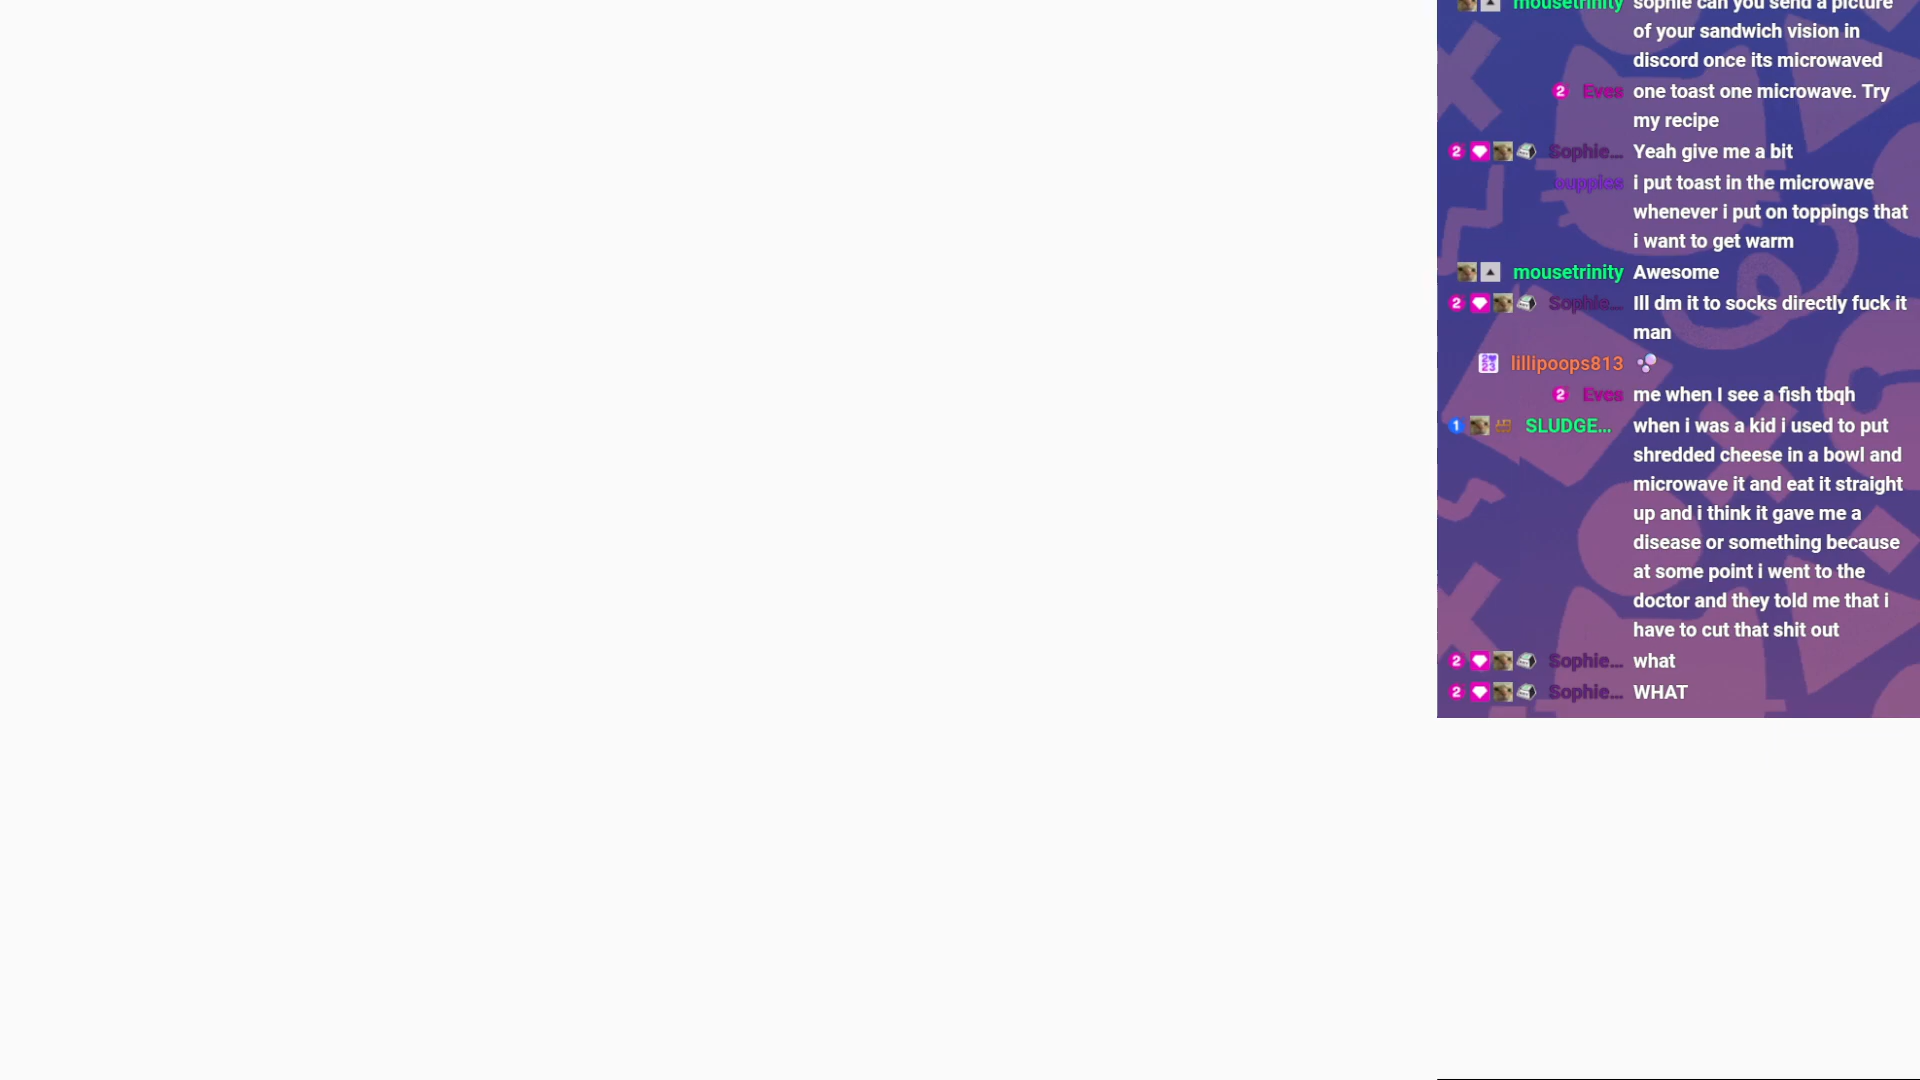 mousetrinity sophie can you send a picture
of your sandwich vision in
discord once its microwaved
2 Eves one toast one microwave. Try
my recipe
2 Sophie... Yeah give me a bit
i put toast in the microwave
whenever i put on toppings that
i want to get warm
mousetrinity Awesome
2 Sophie... Ill dm it to socks directly fuck it
man
lillipoops813
2 Eves me when I see a fish tbqh
1 SLUDGE... when i was a kid i used to put
shredded cheese in a bowl and
microwave it and eat it straight
up and i think it gave me a
disease or something because
at some point i went to the
doctor and they told me that i
have to cut that shit out
2 Sophie... what
2 Sophie... WHAT